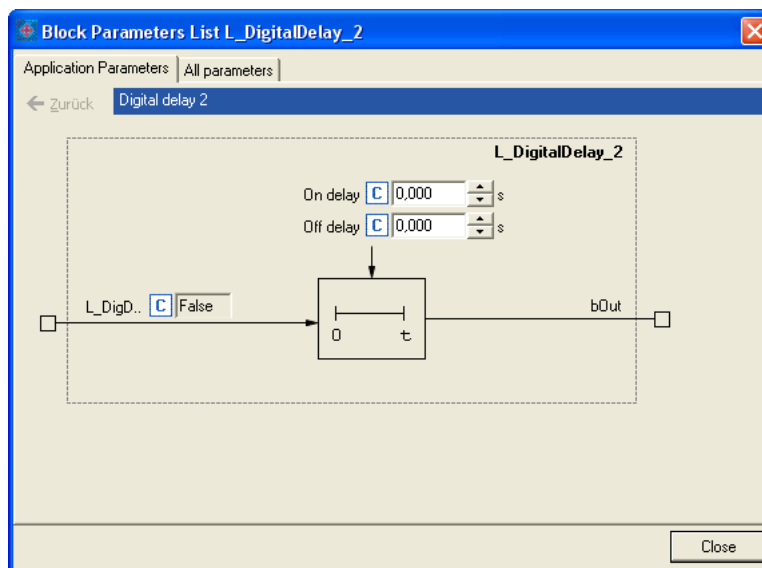 Block Parameters List L_DigitalDelay_2
Application Parameters All parameters
Zurück Digital delay 2
L_DigitalDelay_2
On delay C 0,000 s
Off delay C 0,000 s
L_DigD.. C False
bOut
0 t
Close